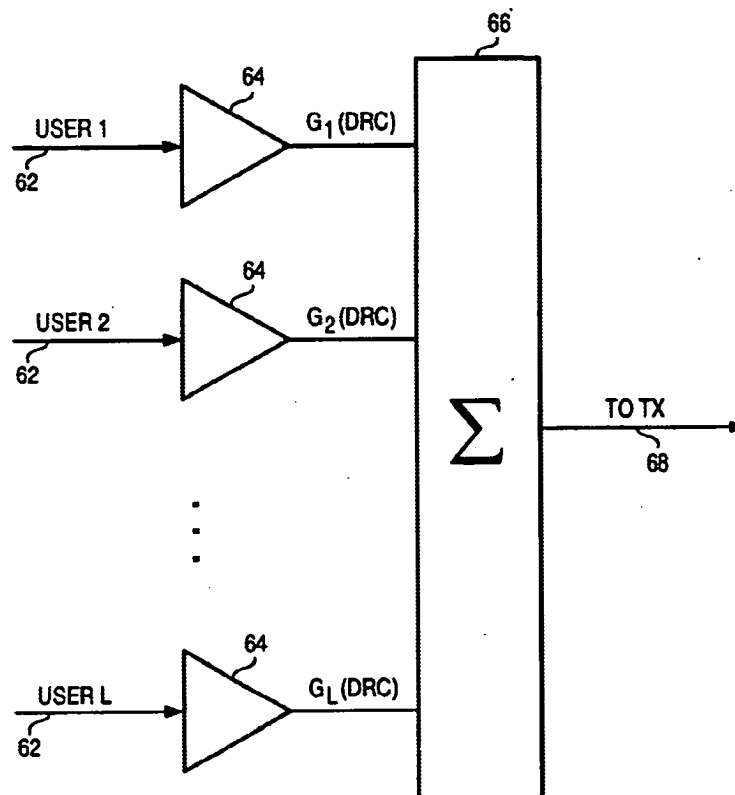 66
64
USER 1
G1(DRC)
62
64
USER 2
G2(DRC)
62
Σ
TO TX
68
64
USER L
GL(DRC)
62